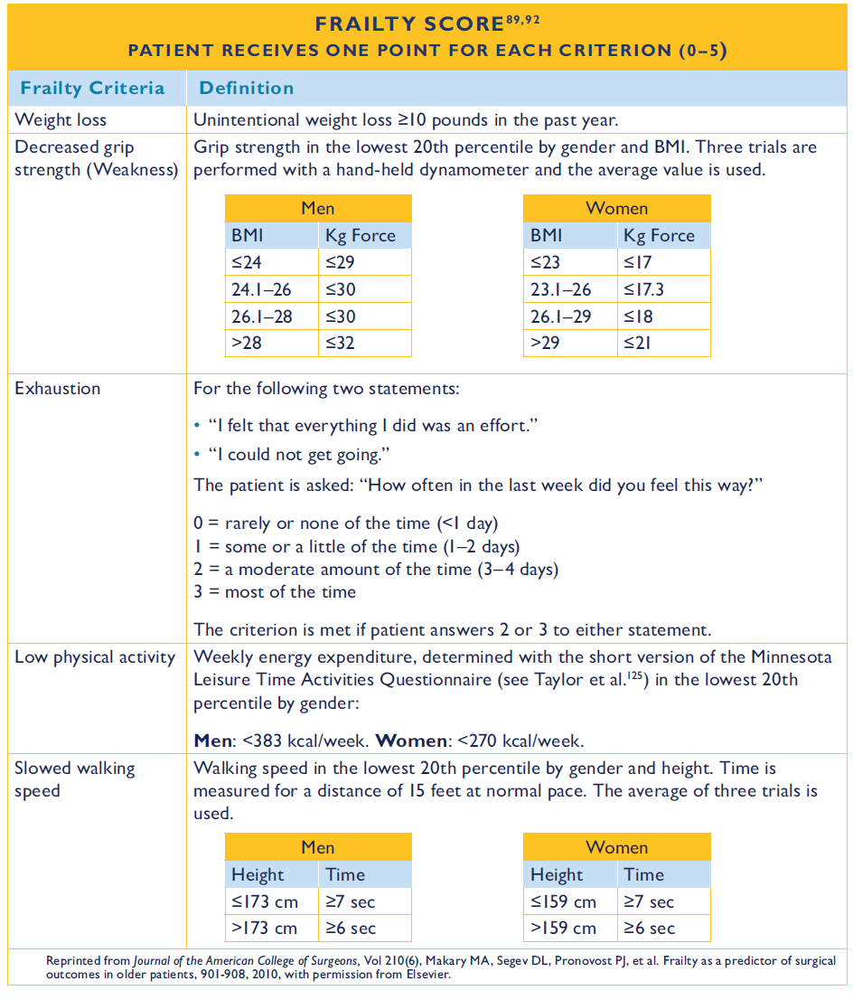 FRAILTY SCORE89,92
PATIENT RECEIVES ONE POINT FOR EACH CRITERION (0–5)
Frailty Criteria Definition
Weight loss Unintentional weight loss ≥10 pounds in the past year.
Decreased grip strength (Weakness)
Grip strength in the lowest 20th percentile by gender and BMI. Three trials are
performed with a hand-held dynamometer and the average value is used.
Men
BMI Kg Force
≤24 ≤29
24.1–26 ≤30
26.1–28 ≤30
>28 ≤32
Women
BMI Kg Force
≤23 ≤17
23.1–26 ≤17.3
26.1–29 ≤18
>29 ≤21
Exhaustion
For the following two statements:
• “I felt that everything I did was an effort.”
• “I could not get going.”
The patient is asked: “How often in the last week did you feel this way?”
0 = rarely or none of the time (<1 day)
1 = some or a little of the time (1–2 days)
2 = a moderate amount of the time (3–4 days)
3 = most of the time
The criterion is met if patient answers 2 or 3 to either statement.
Low physical activity
Weekly energy expenditure, determined with the short version of the Minnesota
Leisure Time Activities Questionnaire (see Taylor et al.125) in the lowest 20th
percentile by gender:
Men: <383 kcal/week. Women: <270 kcal/week.
Slowed walking
speed
Walking speed in the lowest 20th percentile by gender and height. Time is
measured for a distance of 15 feet at normal pace. The average of three trials is
used.
Men
Height Time
≤173 cm ≥7 sec
>173 cm ≥6 sec
Women
Height Time
≤159 cm ≥7 sec
>159 cm ≥6 sec
Reprinted from Journal of the American College of Surgeons, Vol 210(6), Makary MA, Segev DL, Pronovost PJ, et al. Frailty as a predictor of surgical
outcomes in older patients, 901-908, 2010, with permission from Elsevier.